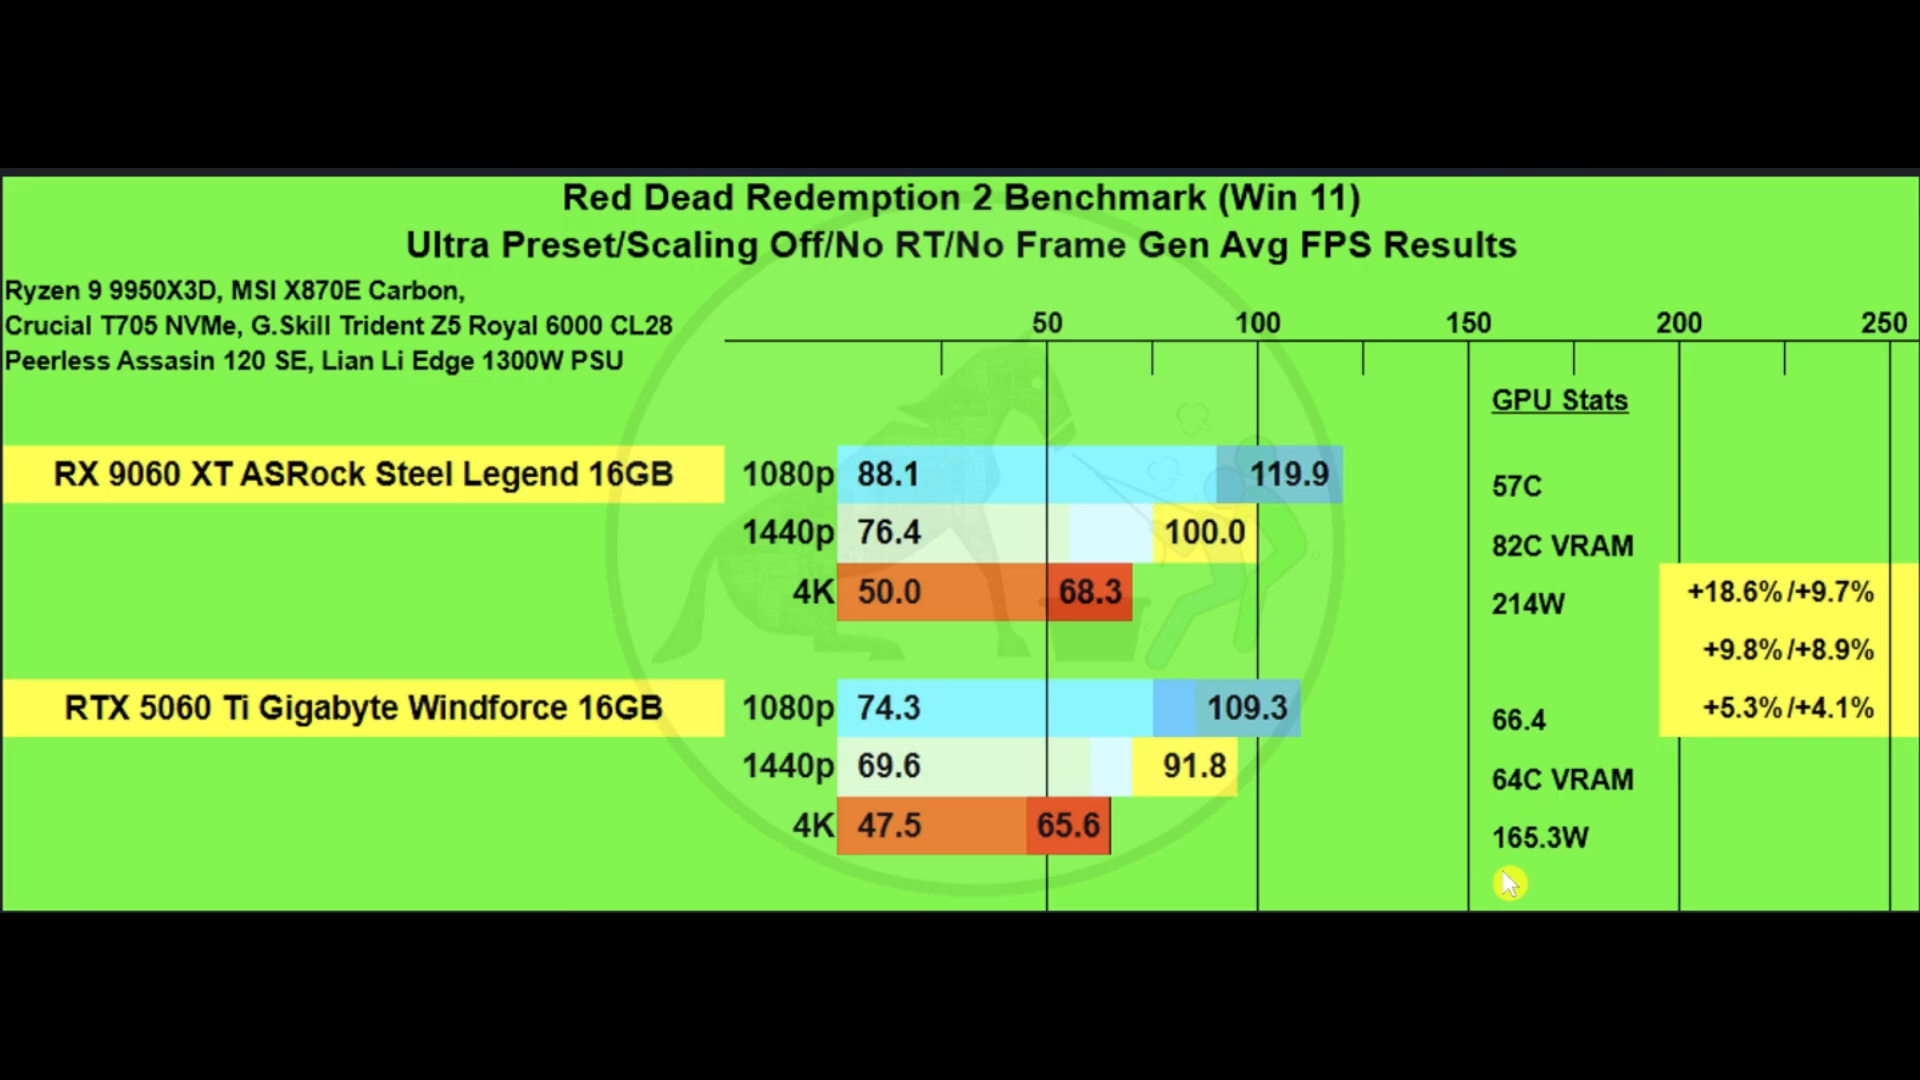 Red Dead Redemption 2 Benchmark (Win 11)
Ultra Preset/Scaling Off/No RT/No Frame Gen Avg FPS Results
Ryzen 9 9950X3D, MSI X870E Carbon,
Crucial T705 NVMe, G.Skill Trident Z5 Royal 6000 CL28
Peerless Assasin 120 SE, Lian Li Edge 1300W PSU
50 100 150 200 250
GPU Stats
RX 9060 XT ASRock Steel Legend 16GB 1080p 88.1 119.9 57C
1440p 76.4 100.0 82C VRAM
4K 50.0 68.3 214W +18.6% /+9.7%
+9.8% /+8.9%
RTX 5060 Ti Gigabyte Windforce 16GB 1080p 74.3 109.3 66.4 +5.3% /+4.1%
1440p 69.6 91.8 64C VRAM
4K 47.5 65.6 165.3W